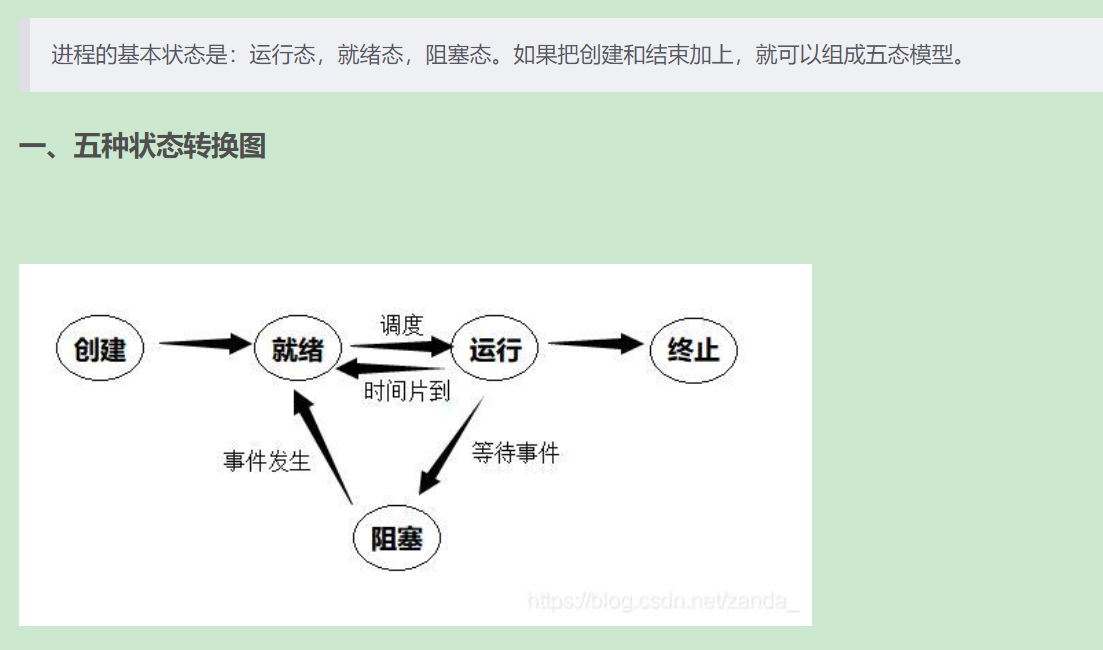 进程的基本状态是：运行态，就绪态，阻塞态。如果把创建和结束加上，就可以组成五态模型。
一、五种状态转换图
创建
就绪
调度
运行
终止
时间片到
事件发生
等待事件
阻塞
https://blog.csdn.net/zanda_